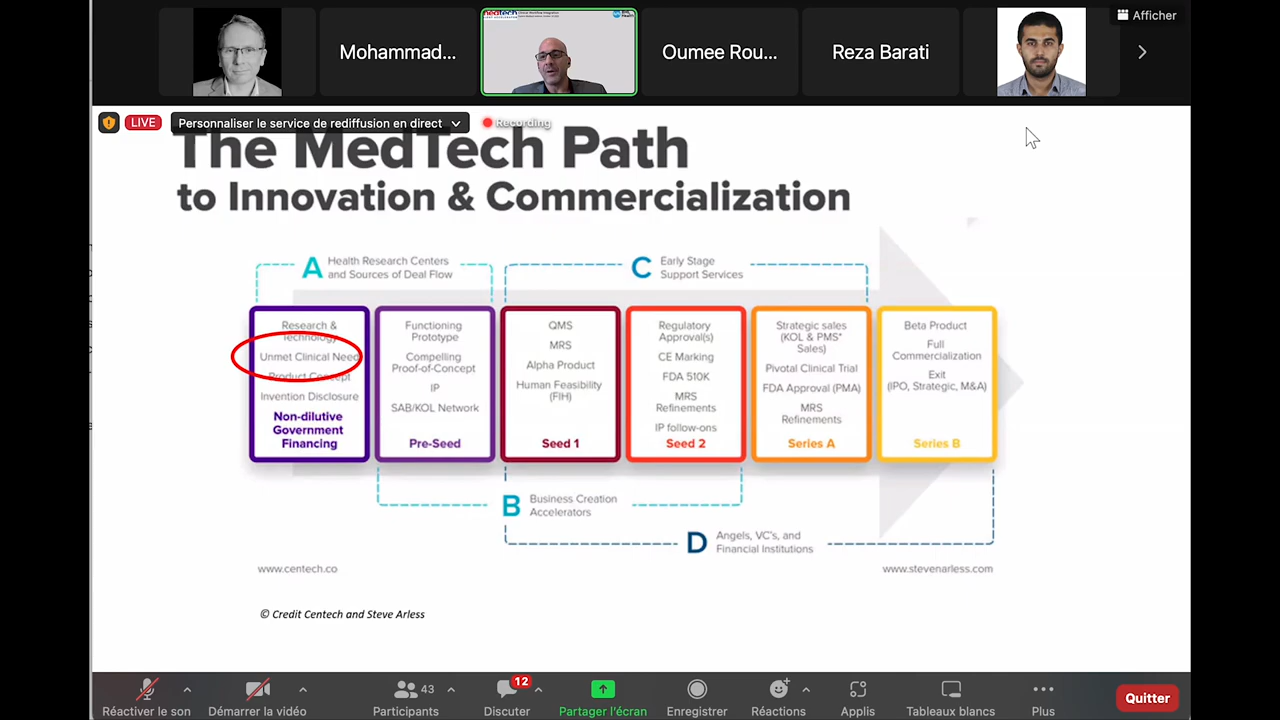 Mohammad...
medtech
Health
Oumee Rou...
Reza Barati
Afficher
LIVE
Personnaliser le service de rediffusion en direct
Recording
The MedTech Path
to Innovation & Commercialization
A
Health Research Centers
and Sources of Deal Flow
C
Early Stage
Support Services
Research &
Technology
Unmet Clinical Need
Product Concept
Invention Disclosure
Non-dilutive
Government
Financing
Functioning
Prototype
Compelling
Proof-of-Concept
IP
SAB/KOL Network
Pre-Seed
QMS
MRS
Alpha Product
Human Feasibility
(FIH)
Seed 1
Regulatory
Approval(s)
CE Marking
FDA 510K
MRS
Refinements
IP follow-ons
Seed 2
Strategic sales
(KOL & PMS*
Sales)
Pivotal Clinical Trial
FDA Approval (PMA)
MRS
Refinements
Series A
Beta Product
Full
Commercialization
Exit
(IPO, Strategic, M&A)
Series B
B
Business Creation
Accelerators
D
Angels, VC's, and
Financial Institutions
www.centech.co
www.stevenarless.com
© Credit Centech and Steve Arless
Réactiver le son
Démarrer la vidéo
43
Participants
12
Discuter
Partager l'écran
Enregistrer
Réactions
Applis
Tableaux blancs
Plus
Quitter